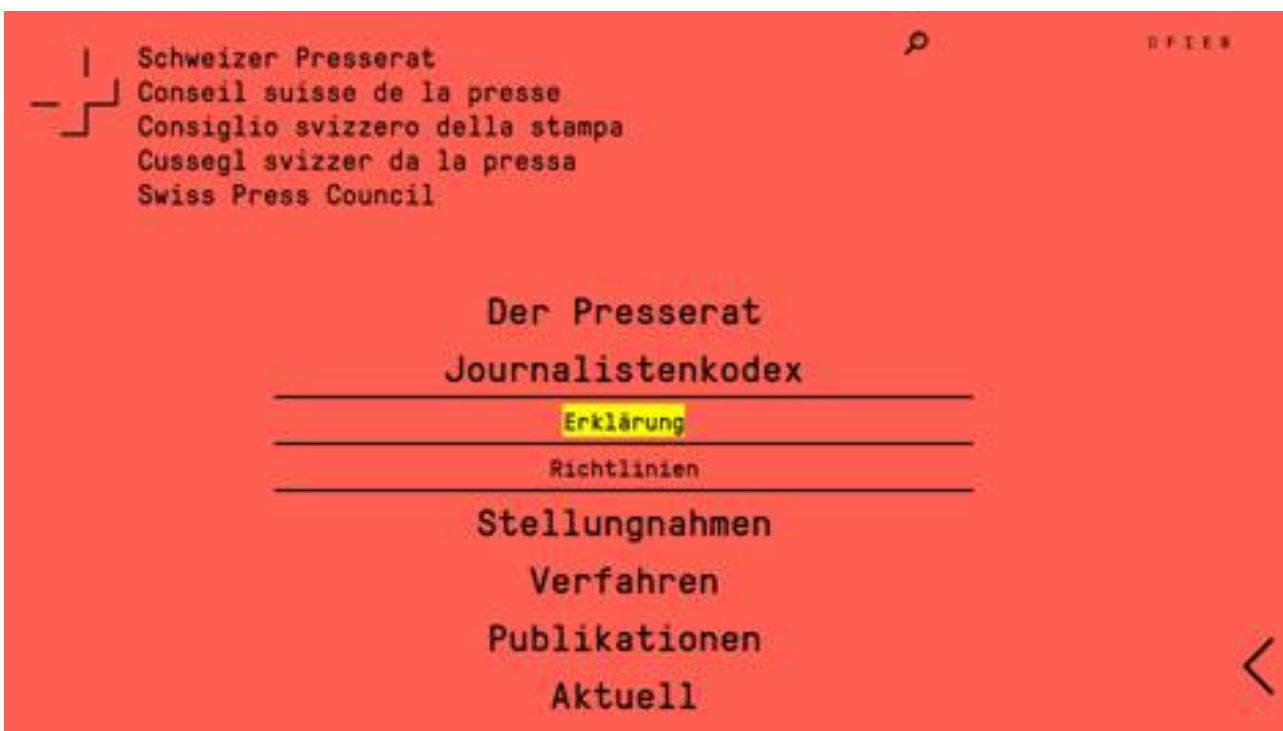 Schweizer Presserat
Conseil suisse de la presse
Consiglio svizzero della stampa
Cussegl svizzer da la pressa
Swiss Press Council
D F I E R
Der Presserat
Journalistenkodex
Erklärung
Richtlinien
Stellungnahmen
Verfahren
Publikationen
Aktuell